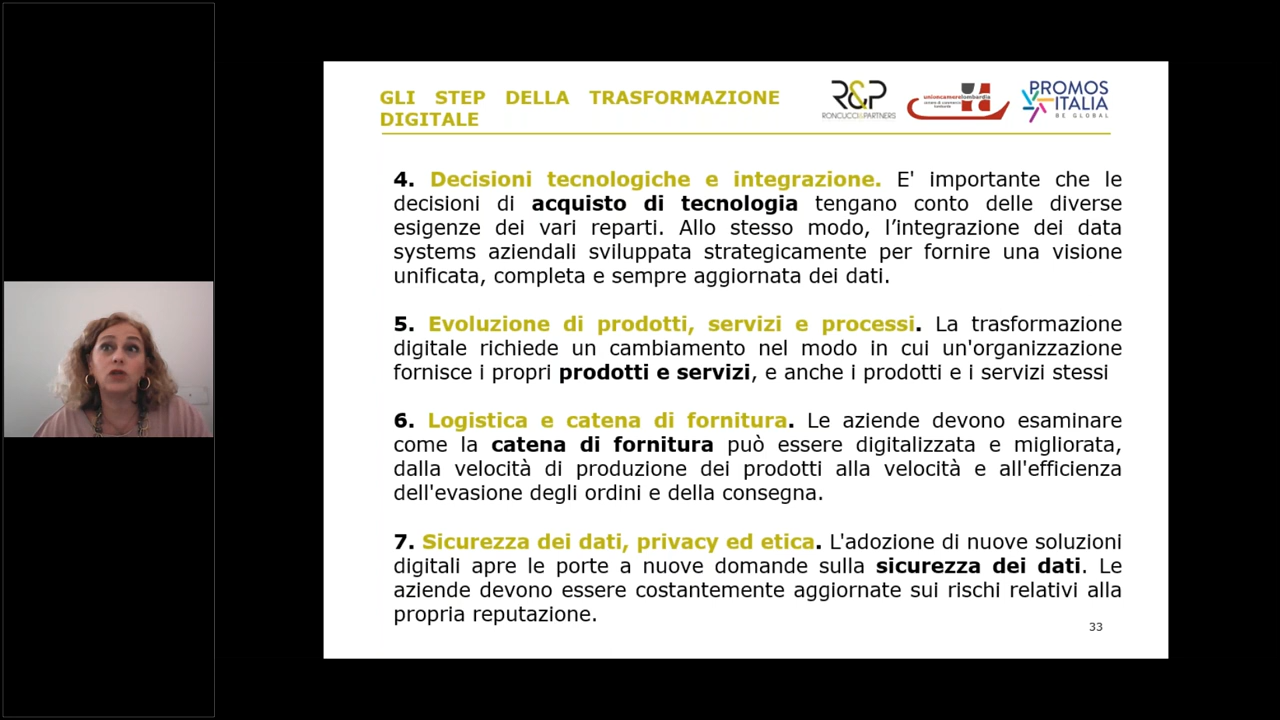 GLI STEP DELLA TRASFORMAZIONE
DIGITALE
R&P
RONCUCCI&PARTNERS
unioncamerelombardia
PROMOS
ITALIA
BE GLOBAL
4. Decisioni tecnologiche e integrazione. E' importante che le
decisioni di acquisto di tecnologia tengano conto delle diverse
esigenze dei vari reparti. Allo stesso modo, l’integrazione dei data
systems aziendali sviluppata strategicamente per fornire una visione
unificata, completa e sempre aggiornata dei dati.
5. Evoluzione di prodotti, servizi e processi. La trasformazione
digitale richiede un cambiamento nel modo in cui un'organizzazione
fornisce i propri prodotti e servizi, e anche i prodotti e i servizi stessi
6. Logistica e catena di fornitura. Le aziende devono esaminare
come la catena di fornitura può essere digitalizzata e migliorata,
dalla velocità di produzione dei prodotti alla velocità e all'efficienza
dell'evasione degli ordini e della consegna.
7. Sicurezza dei dati, privacy ed etica. L'adozione di nuove soluzioni
digitali apre le porte a nuove domande sulla sicurezza dei dati. Le
aziende devono essere costantemente aggiornate sui rischi relativi alla
propria reputazione.
33